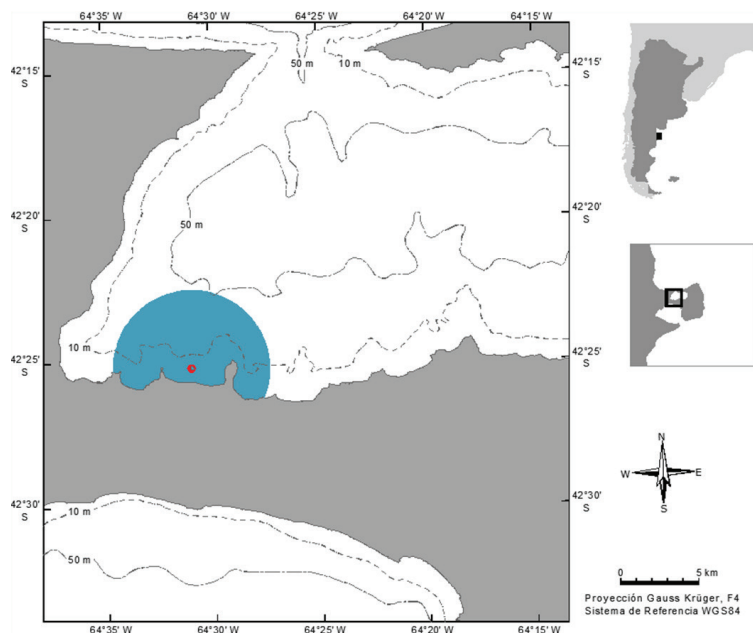 64°35' W 64°30' W 64°25' W 64°20' W 64°15' W
42°15'
S
42°15'
S
50 m
10 m
42°20'
S
42°20'
S
50 m
42°25'
S
42°25'
S
10 m
42°30'
S
42°30'
S
10 m
50 m
64°35' W 64°30' W 64°25' W 64°20' W 64°15' W
10 m
N
W
E
S
0 5 km
Proyección Gauss Krüger, F4
Sistema de Referencia WGS84